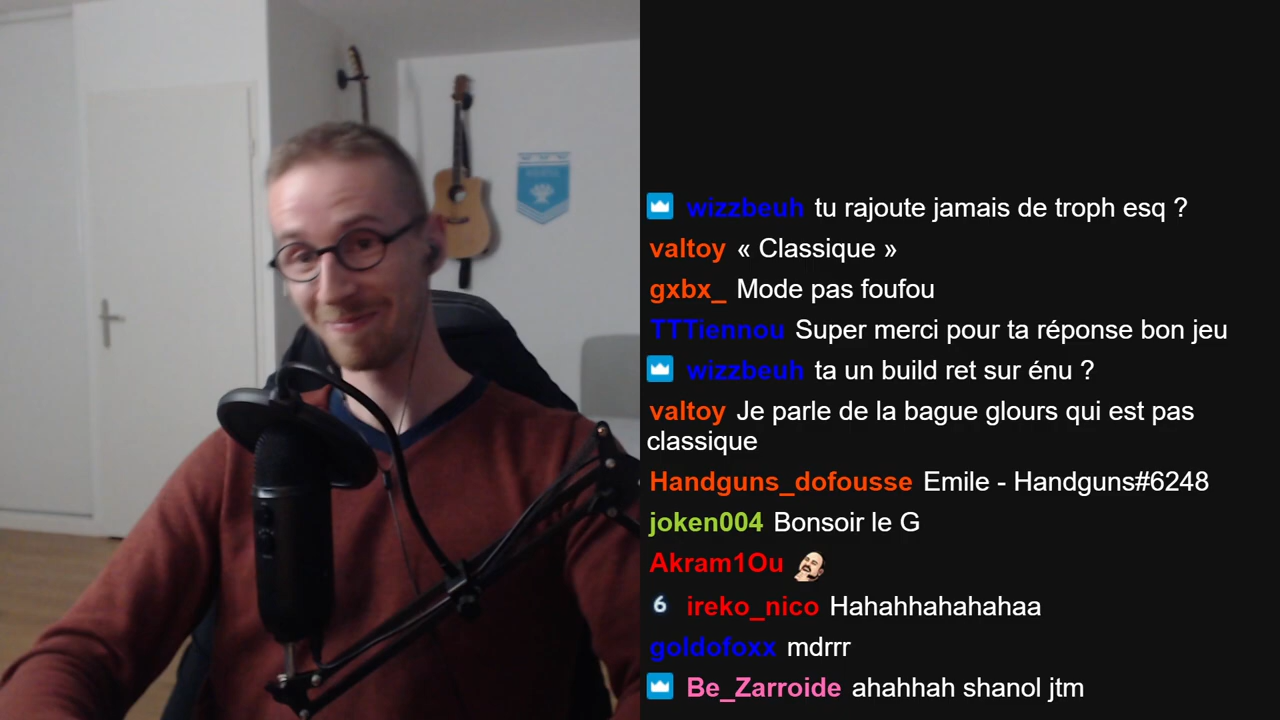 wizzbeuh tu rajoute jamais de troph esq ?
valtoy « Classique »
gxbx_ Mode pas foufou
TTTiennou Super merci pour ta réponse bon jeu
wizzbeuh ta un build ret sur énu ?
valtoy Je parle de la bague glours qui est pas
classique
Handguns_dofousse Emile - Handguns#6248
joken004 Bonsoir le G
Akram1Ou
6 ireko_nico Hahahhahahahaa
goldofoxx mdrrr
Be_Zarroide ahahhah shanol jtm